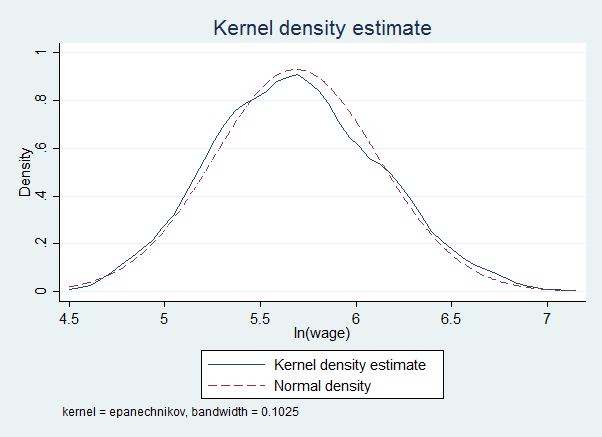 Kernel density estimate
1
.8
.6
.4
.2
0
Density
4.5 5 5.5 6 6.5 7
ln(wage)
Kernel density estimate
Normal density
kernel = epanechnikov, bandwidth = 0.1025